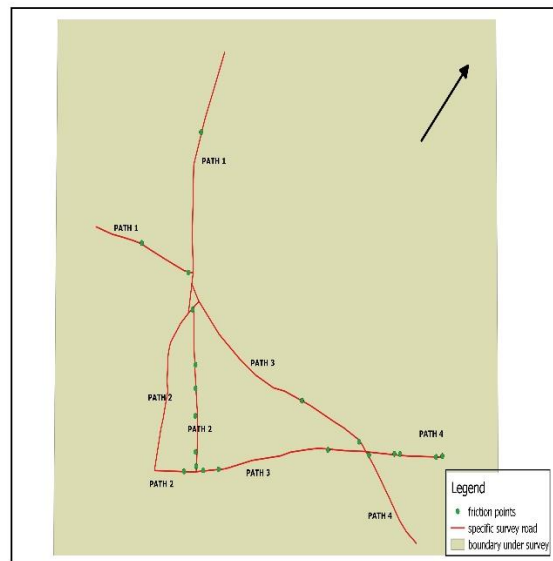 PATH 1
PATH 1
PATH 3
PATH 2
PATH 2
PATH 4
PATH 3
PATH 2
PATH 4
Legend
friction points
specific survey road
boundary under survey